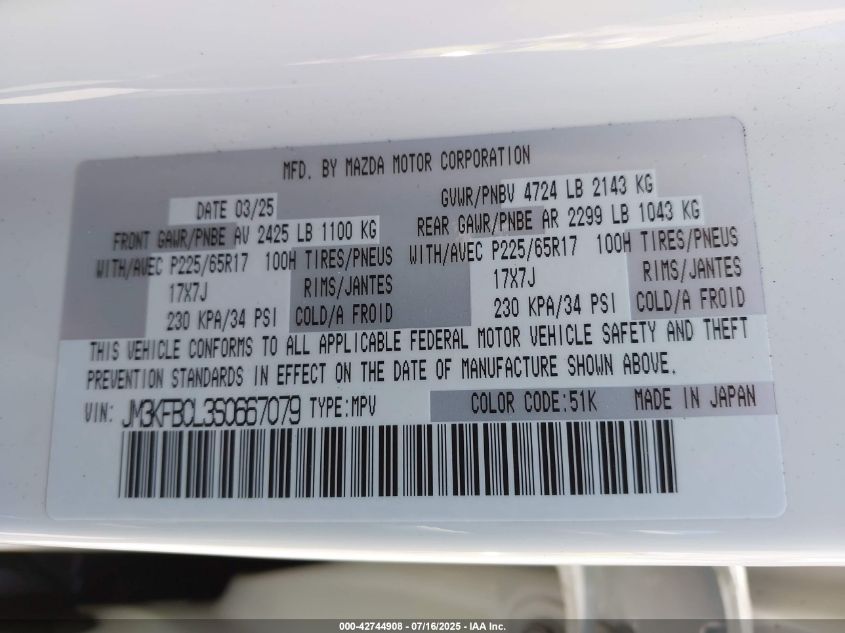 MFD. BY MAZDA MOTOR CORPORATION
DATE 03/25 GVWR/PNBV 4724 LB 2143 KG
FRONT GAWR/PNBE AV 2425 LB 1100 KG REAR GAWR/PNBE AR 2299 LB 1043 KG
WITH/AVEC P225/65R17 100H TIRES/PNEUS WITH/AVEC P225/65R17 100H TIRES/PNEUS
17X7J RIMS/JANTES 17X7J RIMS/JANTES
230 KPA/34 PSI COLD/A FROID 230 KPA/34 PSI COLD/A FROID
THIS VEHICLE CONFORMS TO ALL APPLICABLE FEDERAL MOTOR VEHICLE SAFETY AND THEFT
PREVENTION STANDARDS IN EFFECT ON THE DATE OF MANUFACTURE SHOWN ABOVE.
VIN: JM3KFBCL3S0667079 TYPE:MPV COLOR CODE:51K MADE IN JAPAN
000-42744908 - 07/16/2025 - IAA Inc.